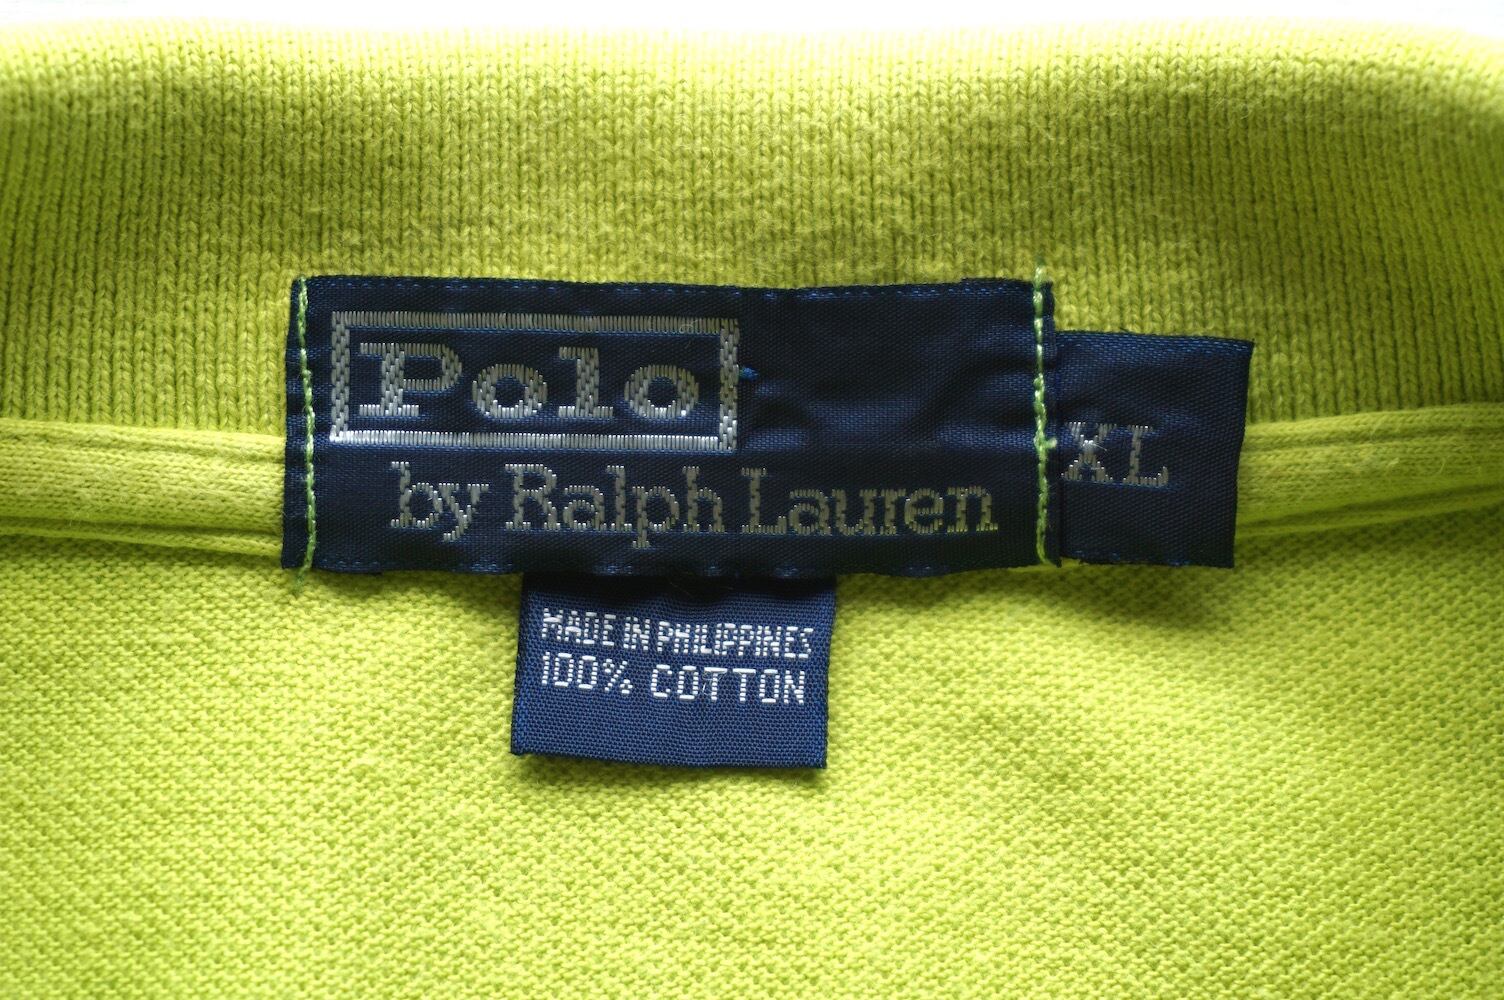 Polo
by Ralph Lauren
XL
MADE IN PHILIPPINES
100% COTTON